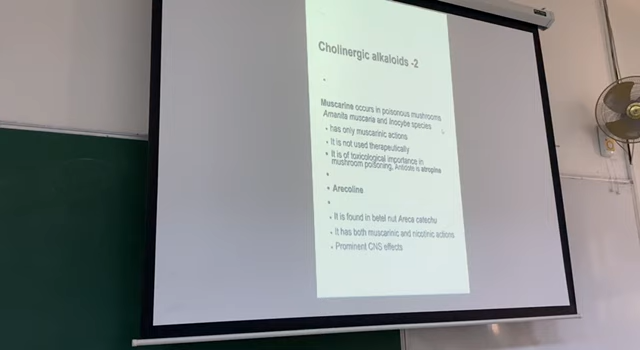 Cholinergic alkaloids -2
Muscarine occurs in poisonous mushrooms
Amanita muscaria and Inocybe species
• has only muscarinic actions
• It is not used therapeutically
• It is of toxicological importance in
mushroom poisoning, Antidote is atropine
• Arecoline
• It is found in betel nut Arece catechu
• It has both muscarinic and nicotinic actions
• Prominent CNS effects